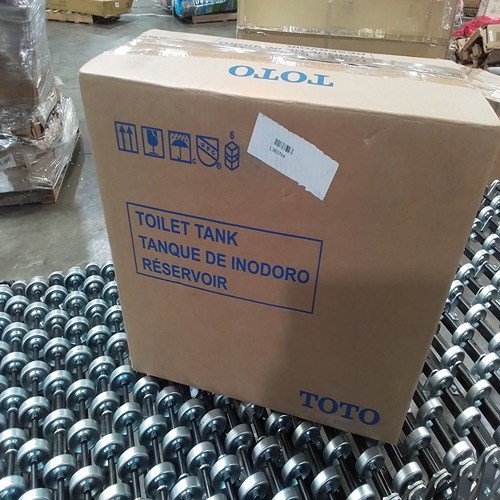 TOTO
6
TOILET TANK
TANQUE DE INODORO
RÉSERVOIR
TOTO